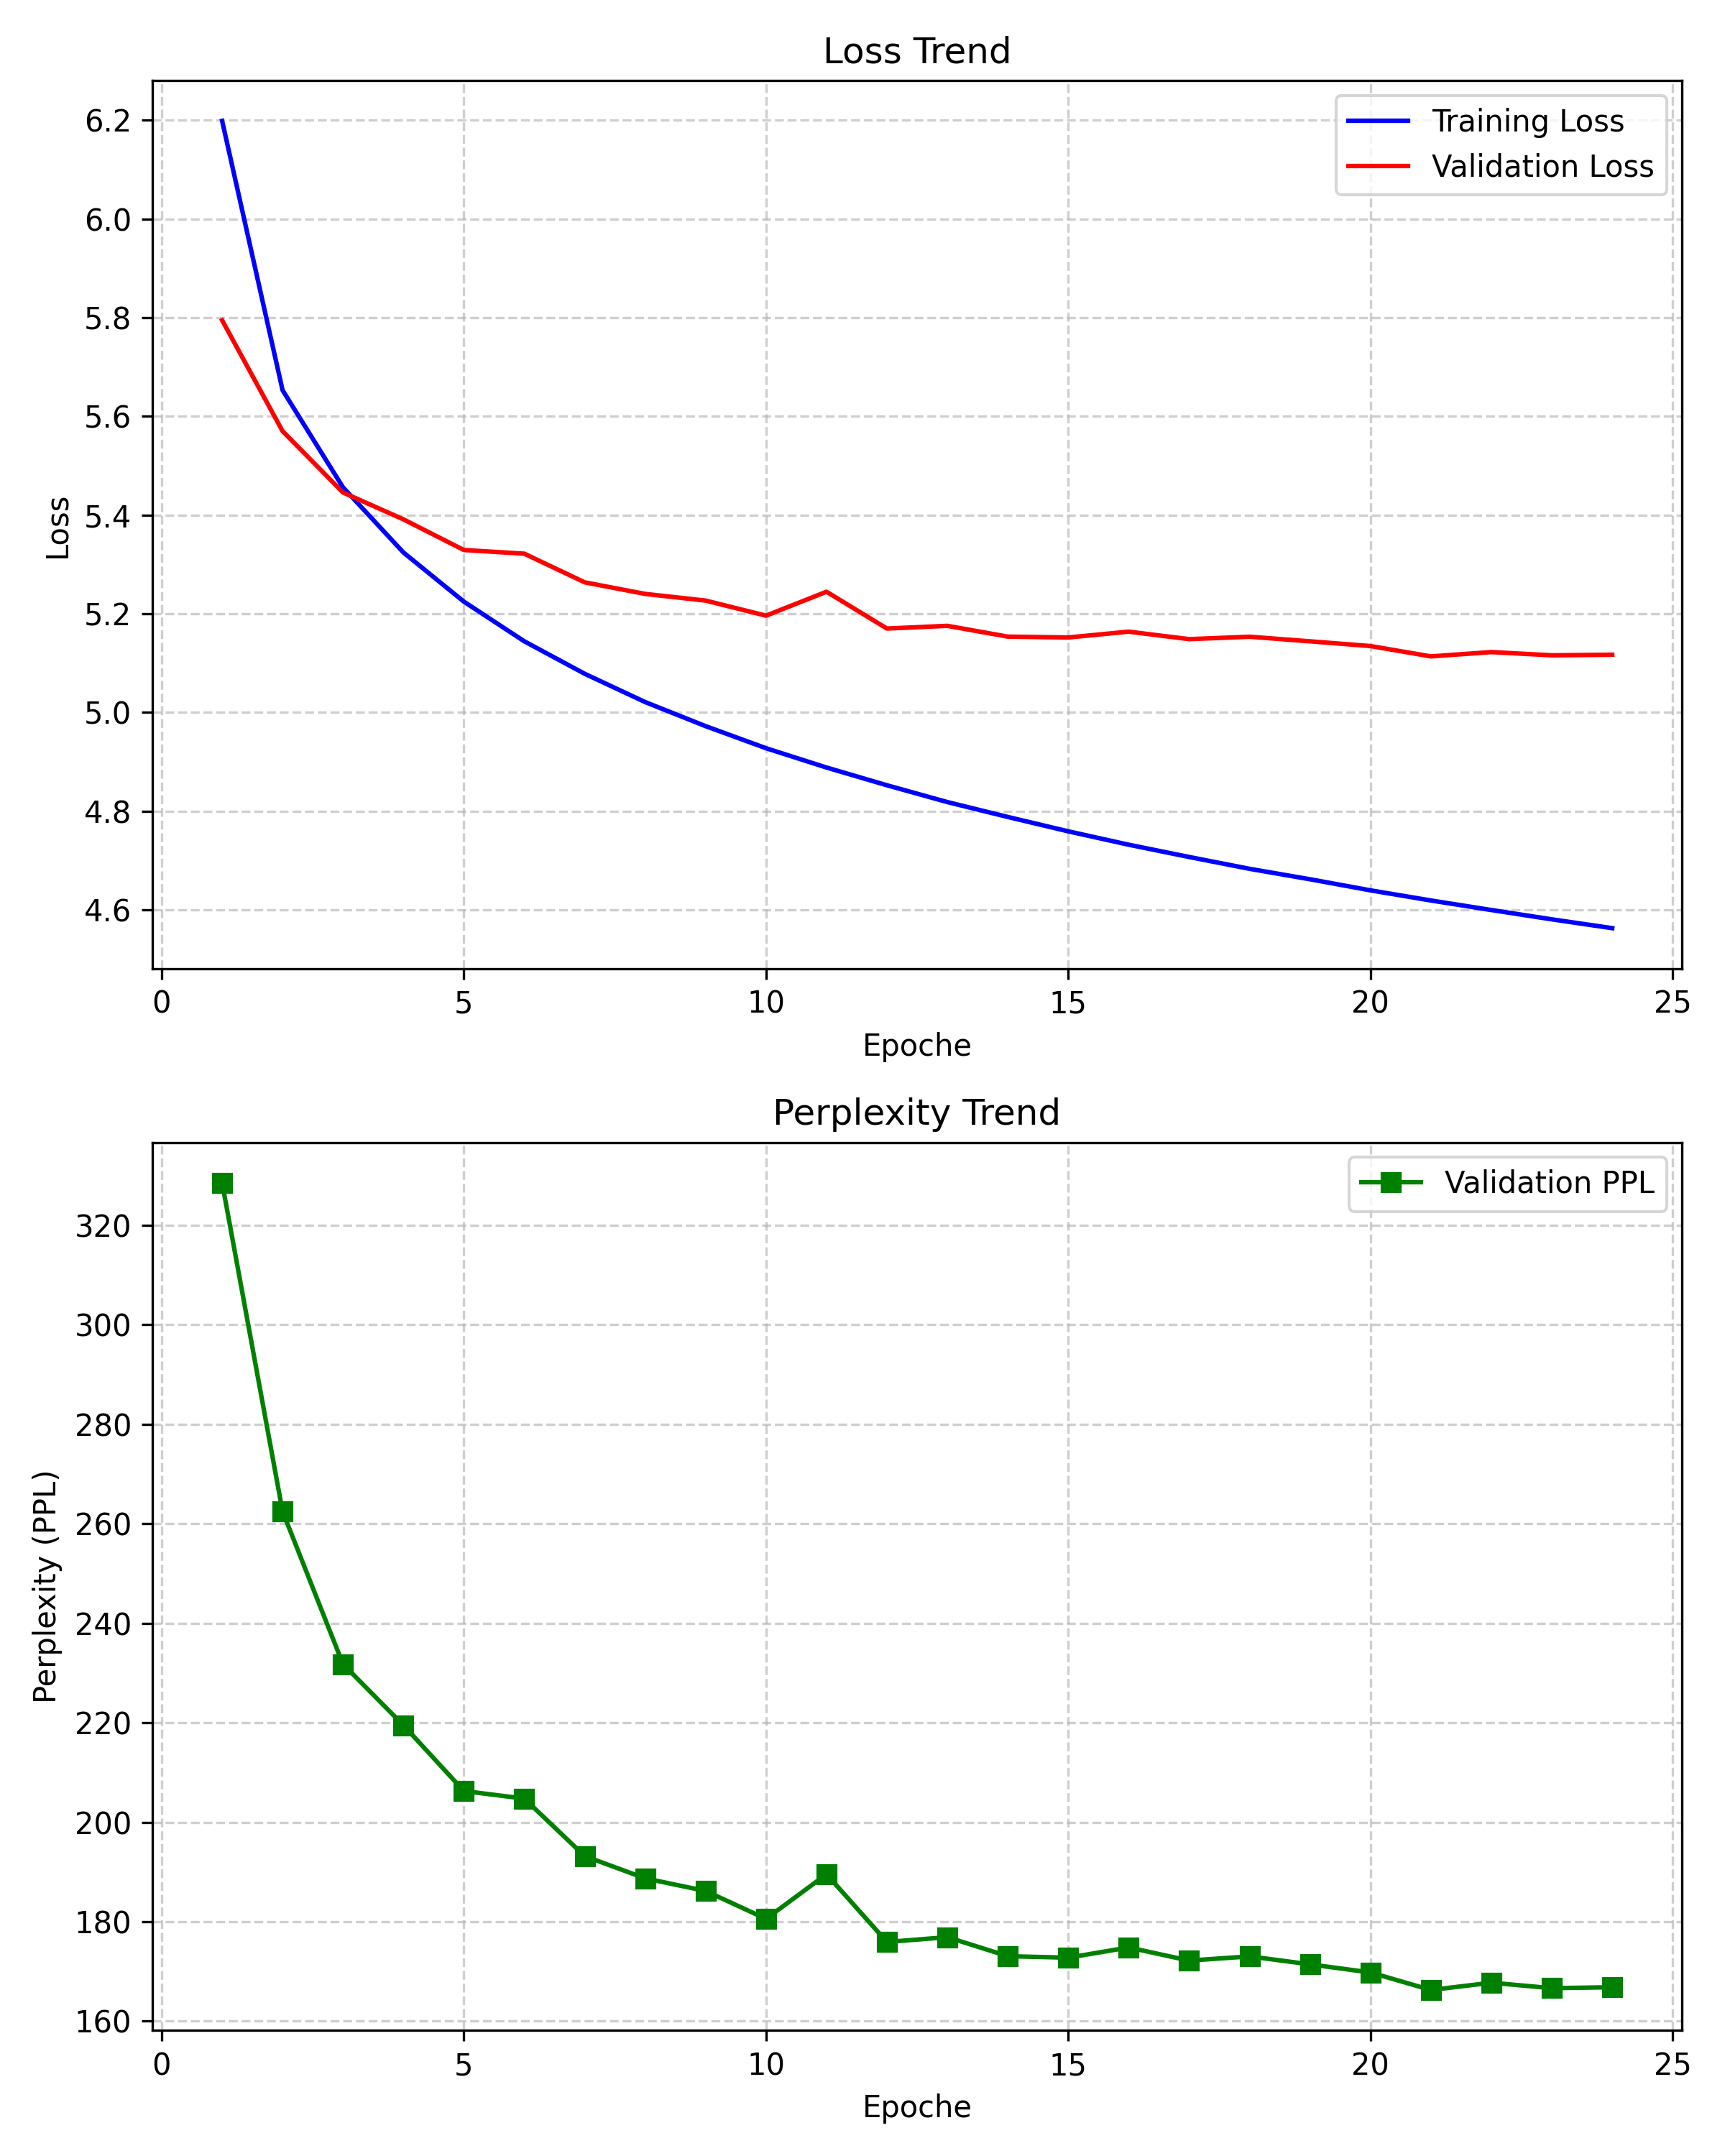 Loss Trend
Training Loss
Validation Loss
6.2
6.0
5.8
5.6
5.4
5.2
5.0
4.8
4.6
Loss
0 5 10 15 20 25
Epoche
Perplexity Trend
Validation PPL
320
300
280
260
240
220
200
180
160
Perplexity (PPL)
0 5 10 15 20 25
Epoche